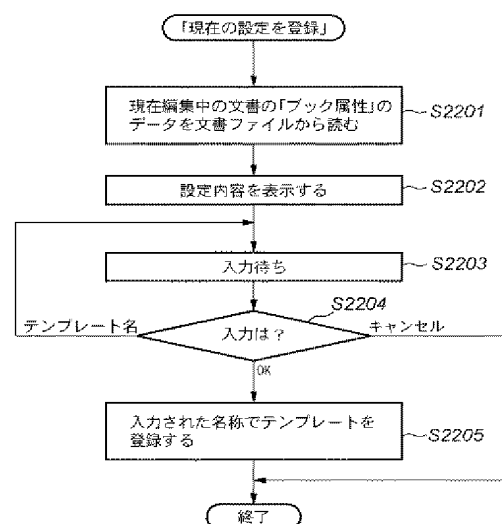 「現在の設定を登録」
現在編集中の文書の「ブック属性」の
データを文書ファイルから読む
S2201
設定内容を表示する
S2202
入力待ち
S2203
S2204
テンプレート名
入力は？
キャンセル
OK
入力された名称でテンプレートを
登録する
S2205
終了